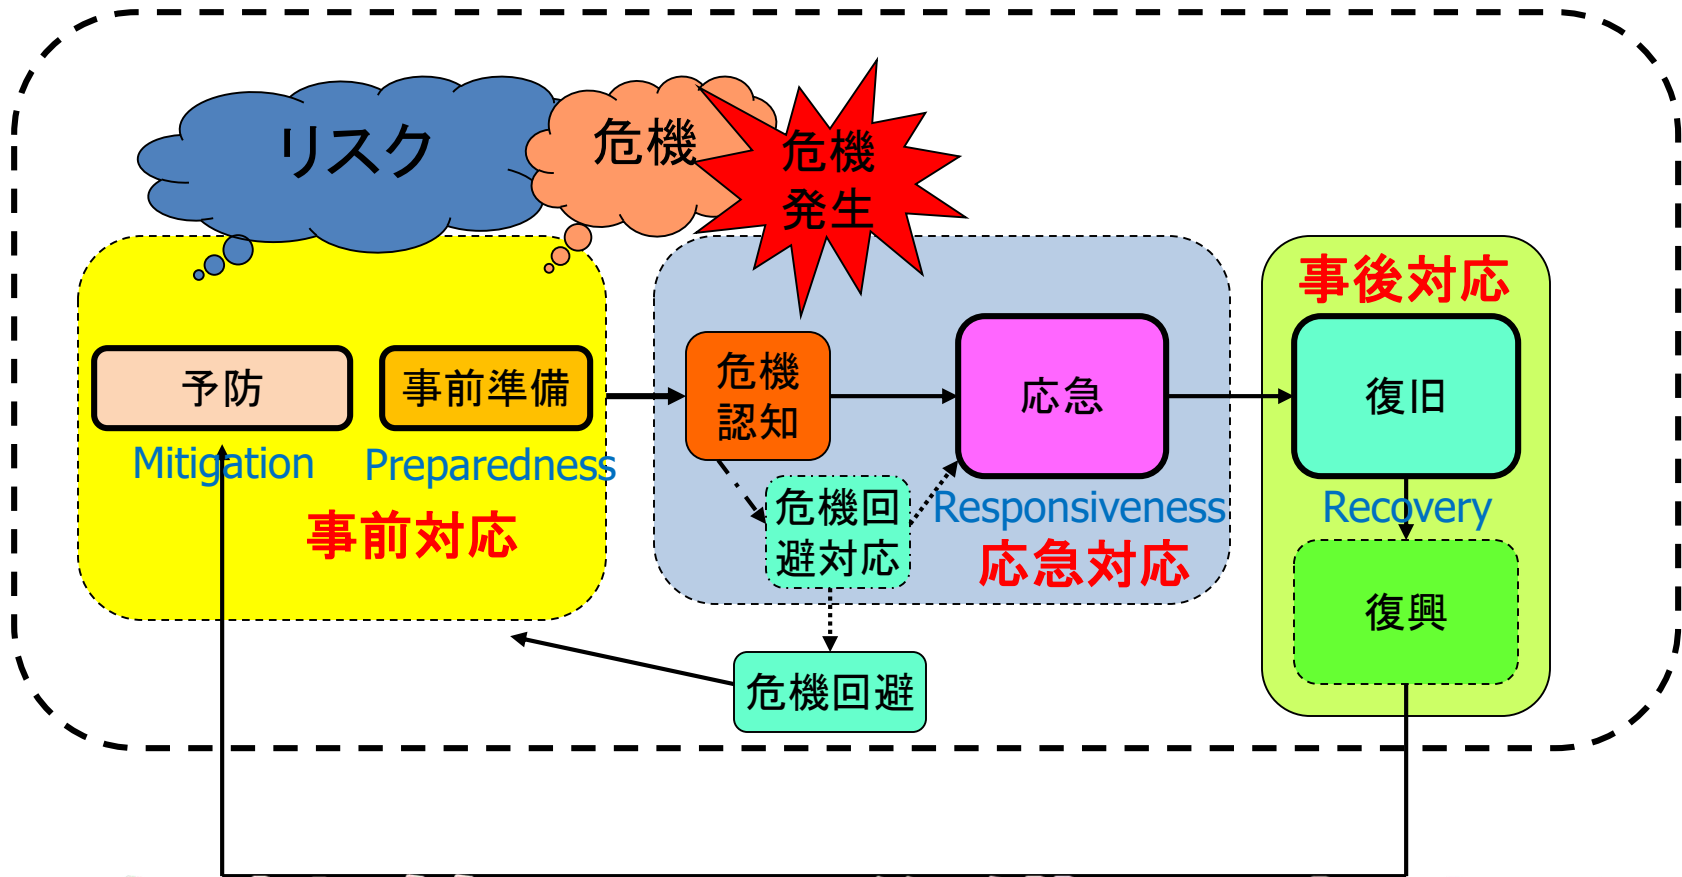 リスク
危機
危機
発生
予防
事前準備
Mitigation
Preparedness
事前対応
危機
認知
危機回
避対応
応急
Responsiveness
応急対応
危機回避
事後対応
復旧
Recovery
復興